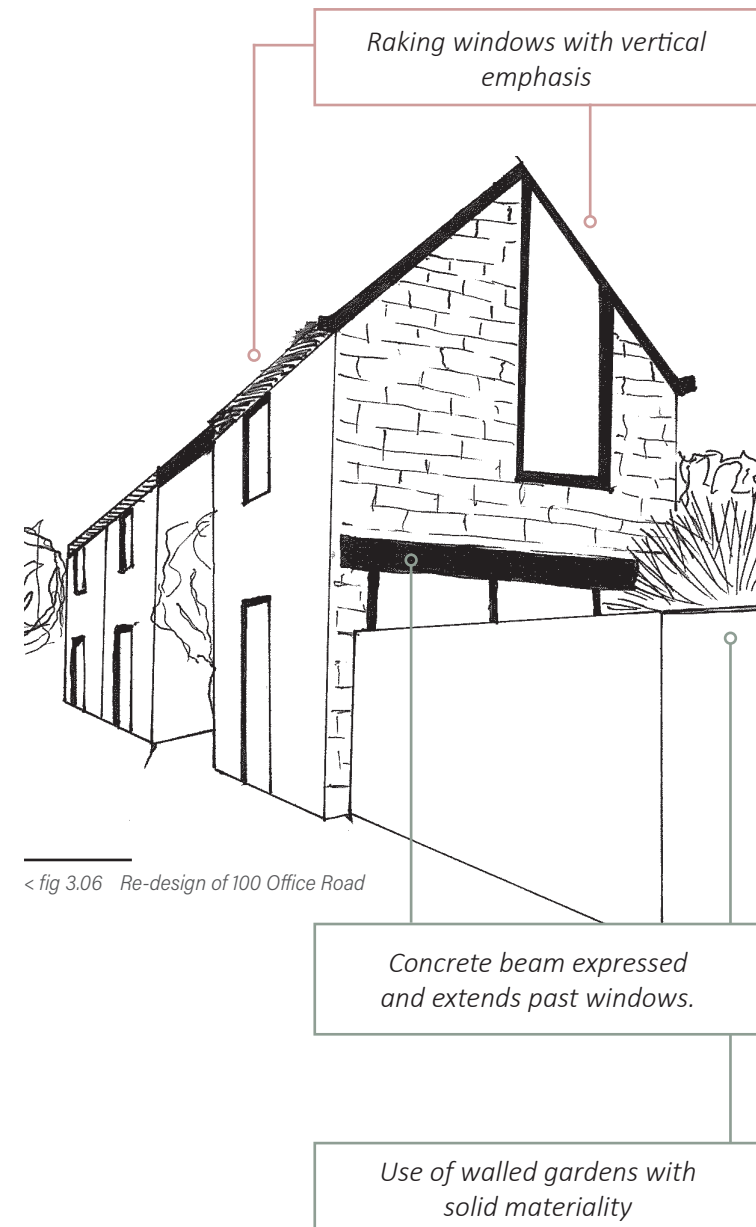 Raking windows with vertical
emphasis
< fig 3.06 Re-design of 100 Office Road
Concrete beam expressed
and extends past windows.
Use of walled gardens with
solid materiality